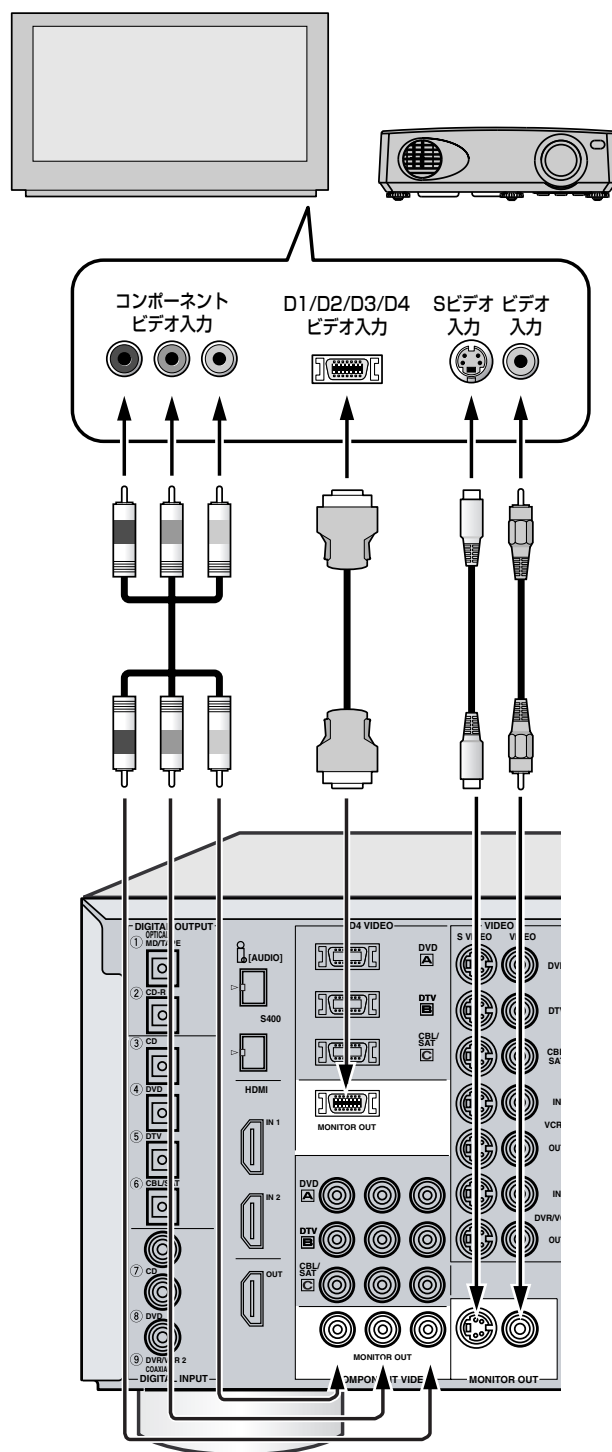 コンポーネント
ビデオ入力
D1/D2/D3/D4
ビデオ入力
Sビデオ
入力
ビデオ
入力
DIGITAL OUTPUT
OPTICAL
① MD/TAPE
② CD-R
③ CD
④ DVD
⑤ DTV
⑥ CBL/SAT
⑦ CD
⑧ DVD
⑨ DVR/VCR 2
COAXIAL
DIGITAL INPUT
[AUDIO]
S400
HDMI
IN 1
IN 2
OUT
D4 VIDEO
DVD
A
DTV
B
CBL/
SAT
C
MONITOR OUT
DVD
A
DTV
B
CBL/
SAT
C
MONITOR OUT
COMPONENT VIDEO
VIDEO
S VIDEO
VIDEO
DTV
IN
IN
MONITOR OUT